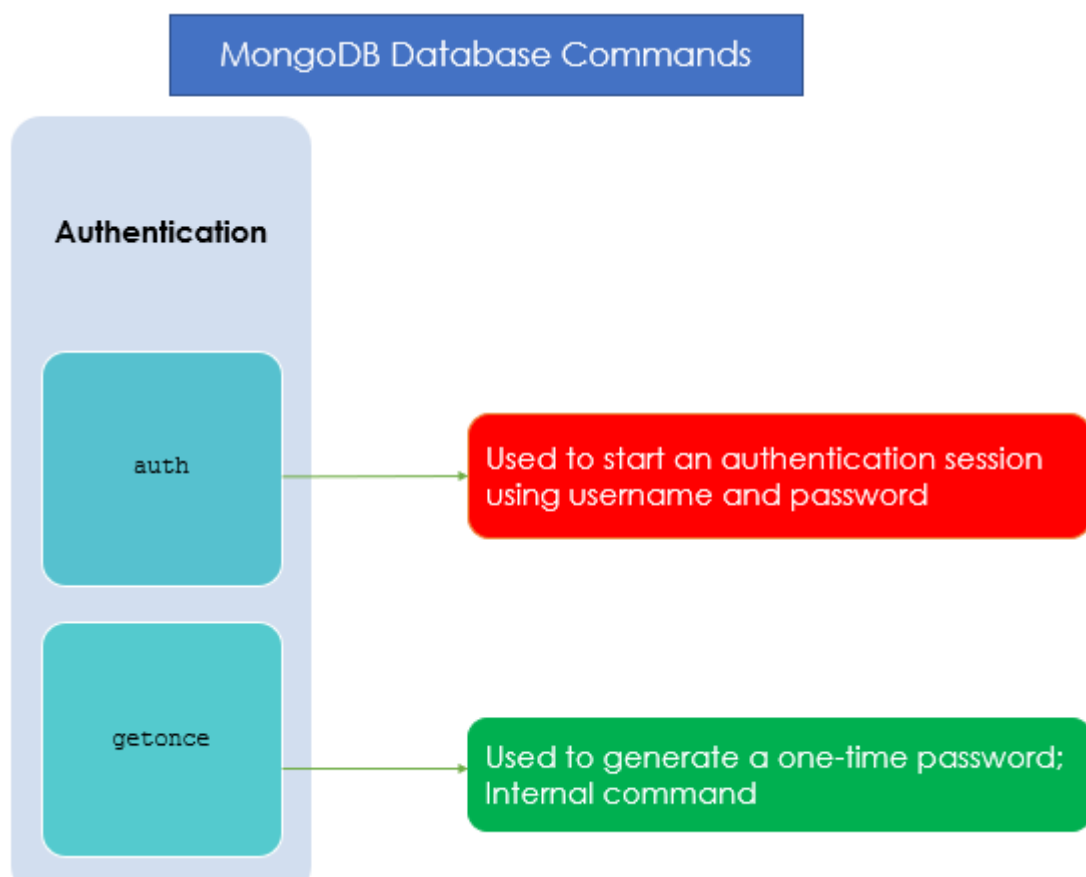 MongoDB Database Commands
Authentication
auth
Used to start an authentication session
using username and password
getonce
Used to generate a one-time password;
Internal command